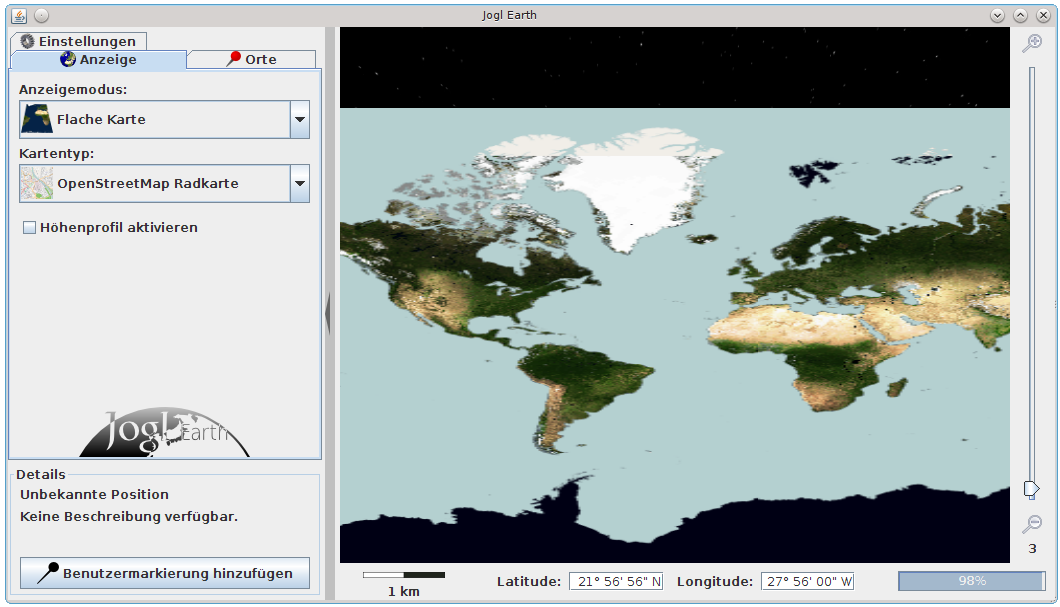 Jogl Earth
Einstellungen
Anzeige
Orte
Anzeigemodus:
Flache Karte
Kartentyp:
OpenStreetMap Radkarte
Höhenprofil aktivieren
Jogl Earth
Details
Unbekannte Position
Keine Beschreibung verfügbar.
Benutzermarkierung hinzufügen
3
1 km
Latitude: 21° 56' 56" N Longitude: 27° 56' 00" W 98%